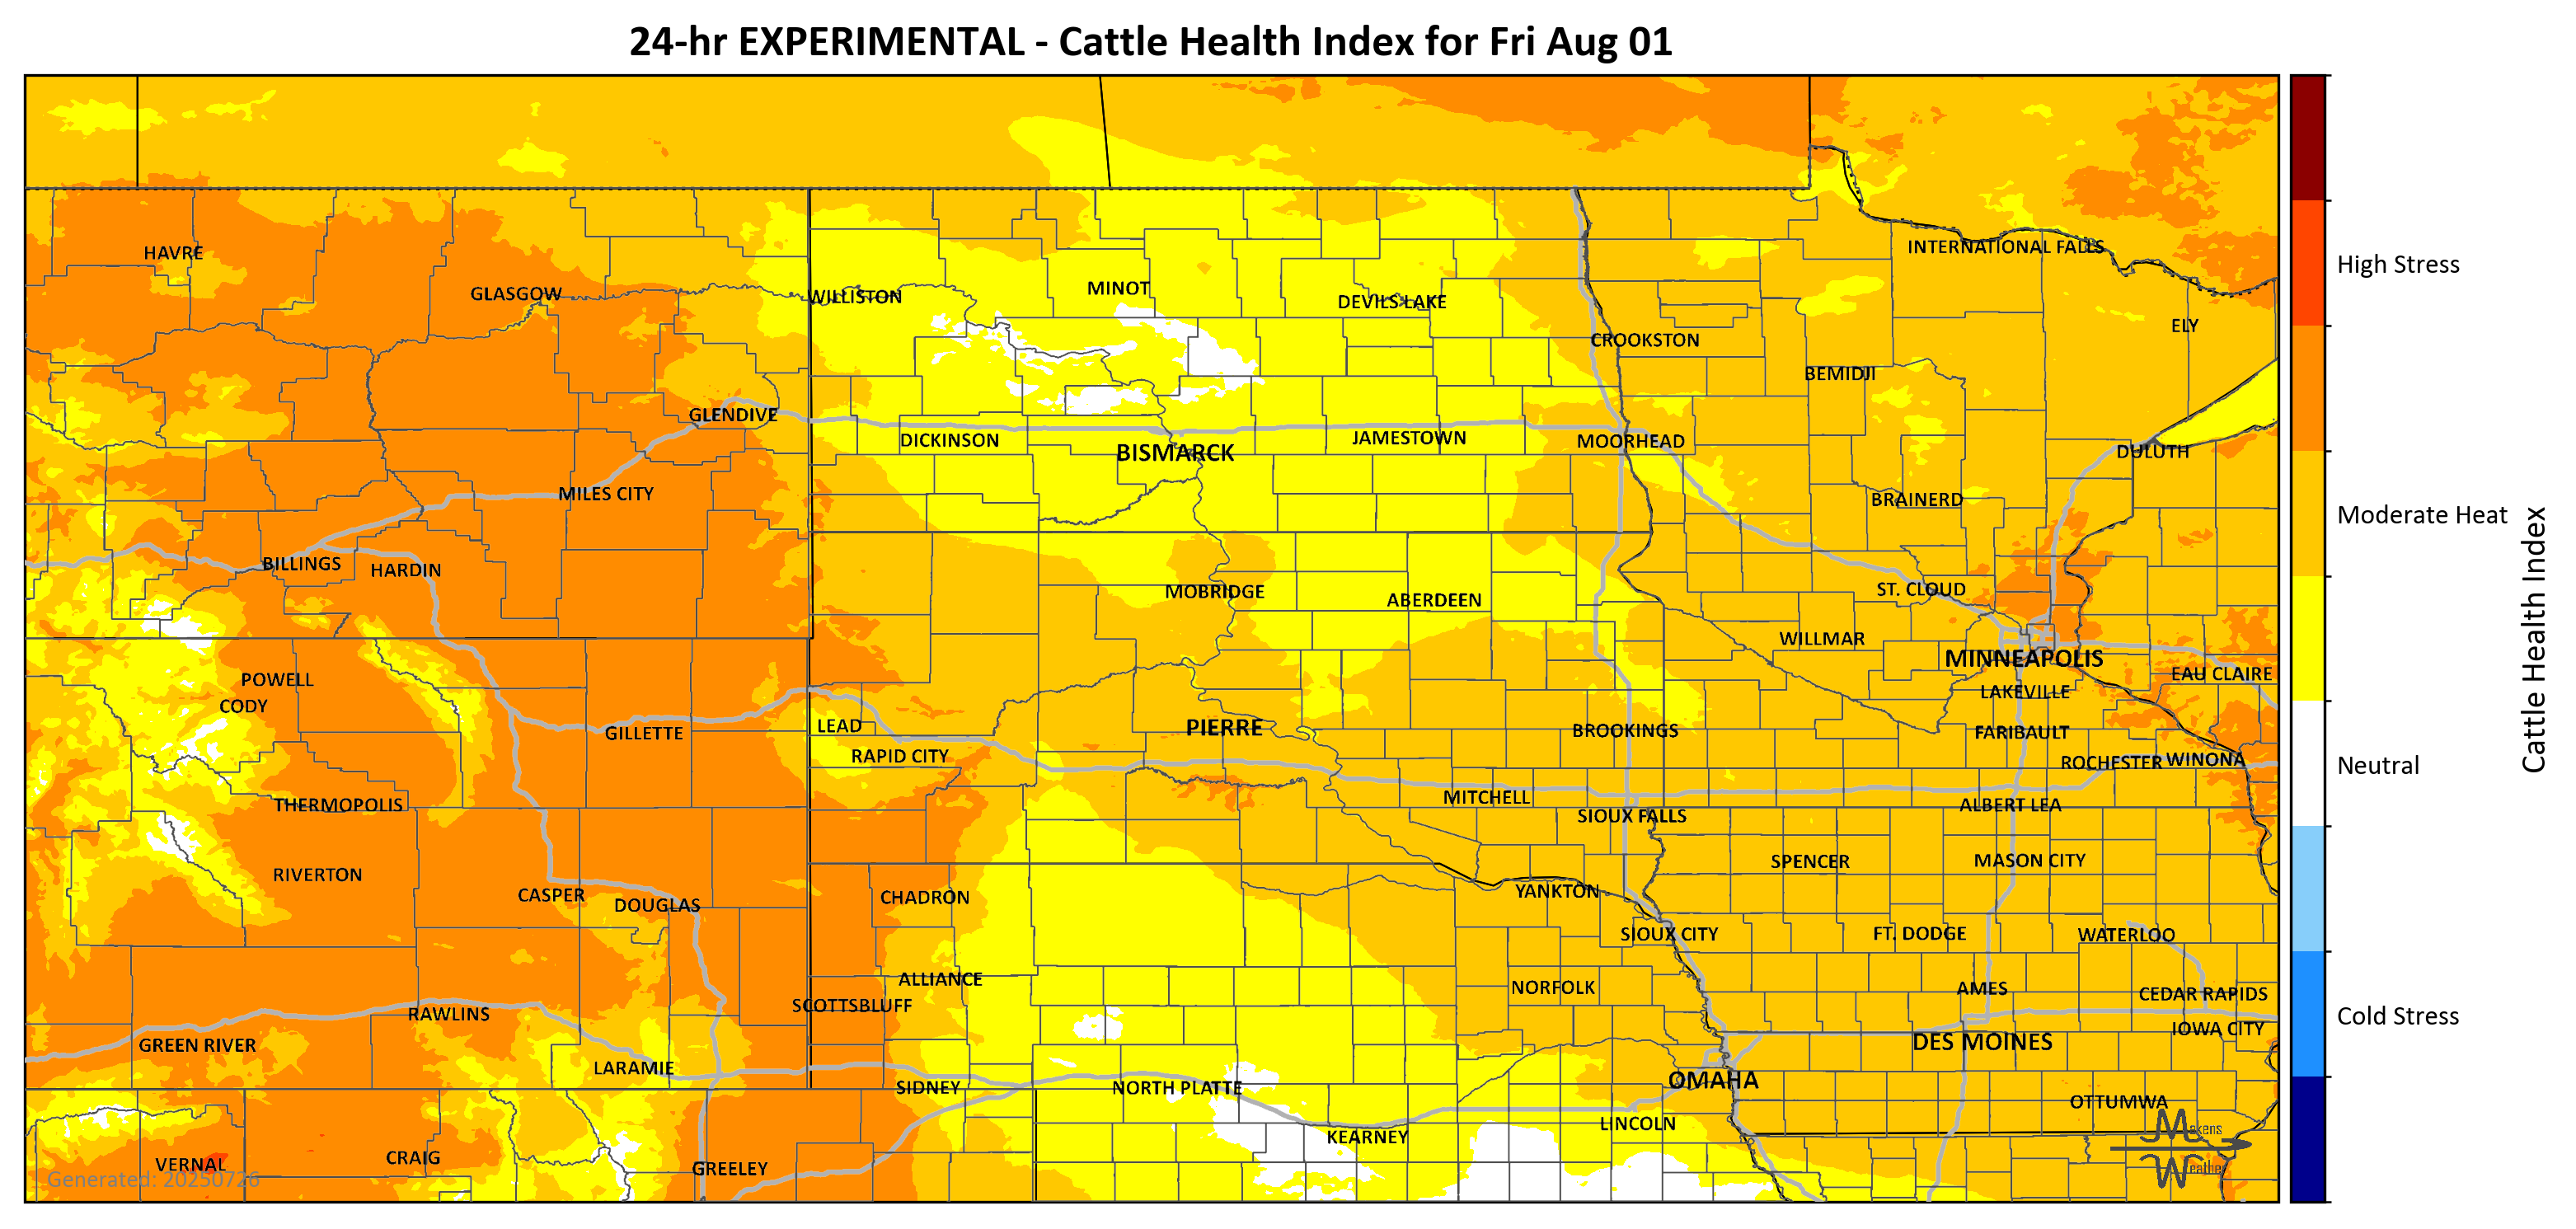 24-hr EXPERIMENTAL - Cattle Health Index for Fri Aug 01
HAVRE
INTERNATIONAL FALLS
GLASGOW
WILLISTON
MINOT
DEVILS LAKE
ELY
CROOKSTON
BEMIDJI
GLENDIVE
DICKINSON
BISMARCK
JAMESTOWN
MOORHEAD
DULUTH
MILES CITY
BRAINERD
BILLINGS
HARDIN
MOBRIDGE
ABERDEEN
ST. CLOUD
WILLMAR
MINNEAPOLIS
POWELL
EAU CLAIRE
CODY
LAKEVILLE
GILLETTE
LEAD
PIERRE
BROOKINGS
FARIBAULT
RAPID CITY
ROCHESTER
WINONA
THERMOPOLIS
MITCHELL
SIOUX FALLS
ALBERT LEA
RIVERTON
SPENCER
MASON CITY
CASPER
DOUGLAS
CHADRON
YANKTON
SIOUX CITY
FT. DODGE
WATERLOO
ALLIANCE
NORFOLK
AMES
CEDAR RAPIDS
SCOTTSBLUFF
RAWLINS
IOWA CITY
GREEN RIVER
DES MOINES
LARAMIE
SIDNEY
NORTH PLATTE
OMAHA
OTTUMWA
LINCOLN
KEARNEY
VERNAL
CRAIG
GREELEY
Generated: 20250726
Makens
Weather
High Stress
Moderate Heat
Neutral
Cold Stress
Cattle Health Index